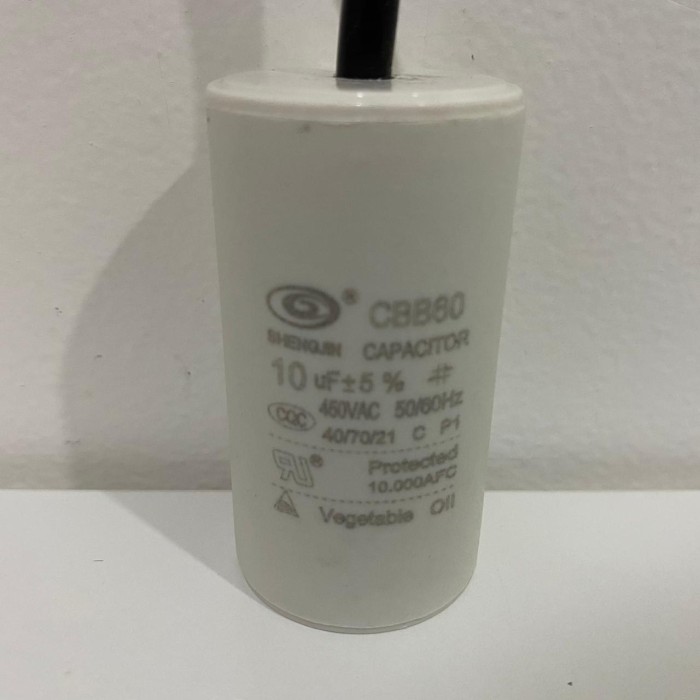 ® CBB60
SHENGJIN CAPACITOR
10 uF±5 % #
CQC 450VAC 50/60Hz
40/70/21 C P1
RU® Protected
10.000AFC
Vegetable Oil